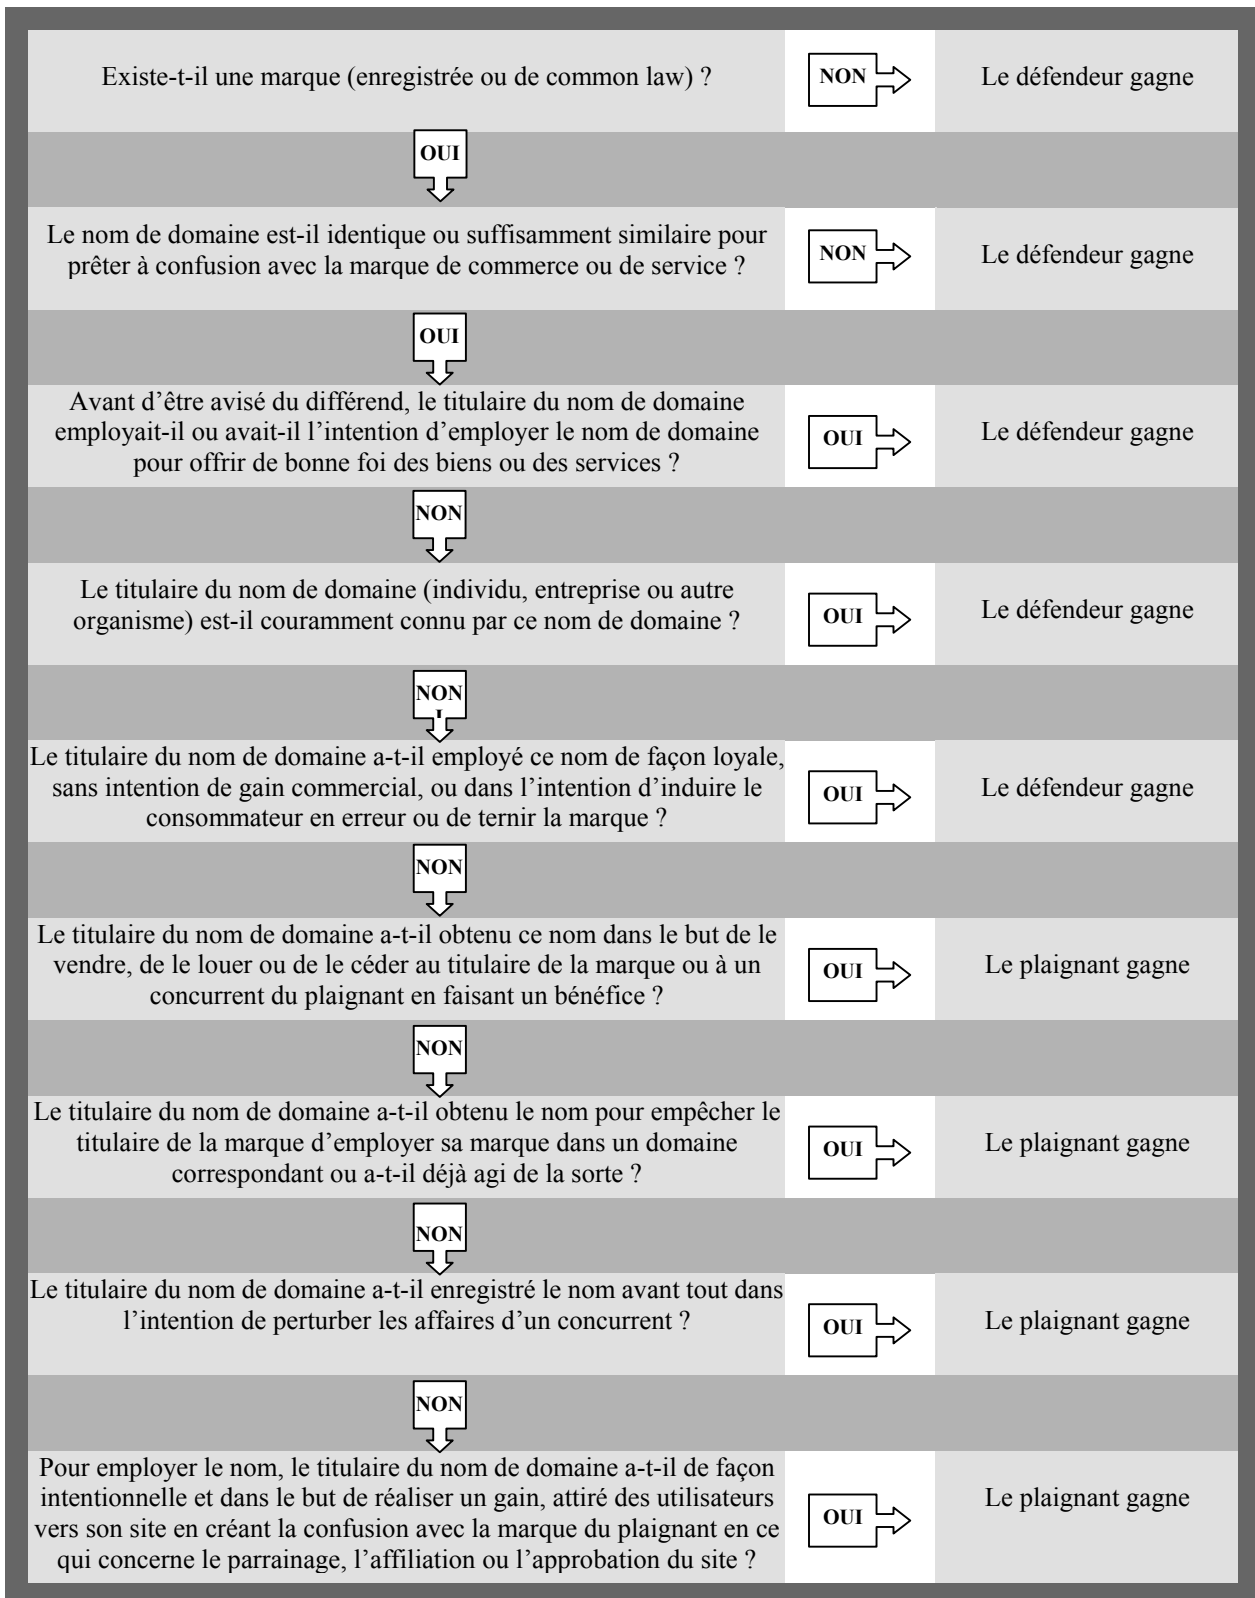 Existe-t-il une marque (enregistrée ou de common law) ?
NON
Le défendeur gagne
OUI
Le nom de domaine est-il identique ou suffisamment similaire pour
prêter à confusion avec la marque de commerce ou de service ?
NON
Le défendeur gagne
OUI
Avant d’être avisé du différend, le titulaire du nom de domaine
employait-il ou avait-il l’intention d’employer le nom de domaine
pour offrir de bonne foi des biens ou des services ?
OUI
Le défendeur gagne
NON
Le titulaire du nom de domaine (individu, entreprise ou autre
organisme) est-il couramment connu par ce nom de domaine ?
OUI
Le défendeur gagne
NON
Le titulaire du nom de domaine a-t-il employé ce nom de façon loyale,
sans intention de gain commercial, ou dans l’intention d’induire le
consommateur en erreur ou de ternir la marque ?
OUI
Le défendeur gagne
NON
Le titulaire du nom de domaine a-t-il obtenu ce nom dans le but de le
vendre, de le louer ou de le céder au titulaire de la marque ou à un
concurrent du plaignant en faisant un bénéfice ?
OUI
Le plaignant gagne
NON
Le titulaire du nom de domaine a-t-il obtenu le nom pour empêcher le
titulaire de la marque d’employer sa marque dans un domaine
correspondant ou a-t-il déjà agi de la sorte ?
OUI
Le plaignant gagne
NON
Le titulaire du nom de domaine a-t-il enregistré le nom avant tout dans
l’intention de perturber les affaires d’un concurrent ?
OUI
Le plaignant gagne
NON
Pour employer le nom, le titulaire du nom de domaine a-t-il de façon
intentionnelle et dans le but de réaliser un gain, attiré des utilisateurs
vers son site en créant la confusion avec la marque du plaignant en ce
qui concerne le parrainage, l’affiliation ou l’approbation du site ?
OUI
Le plaignant gagne